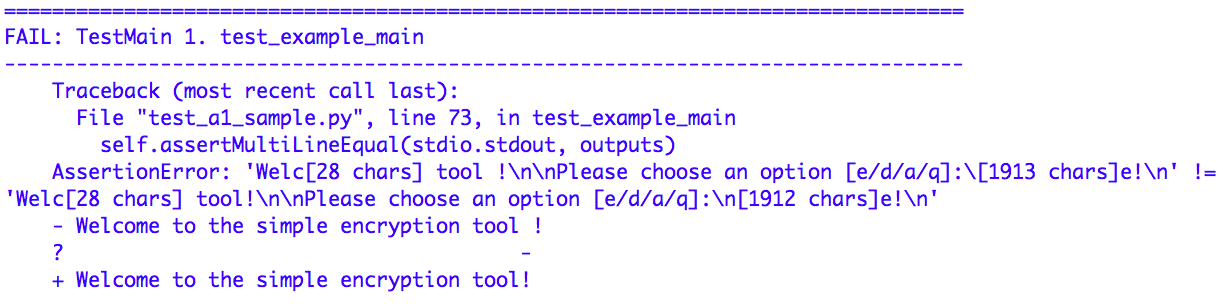 ================================================================================
FAIL: TestMain 1. test_example_main
--------------------------------------------------------------------------------
    Traceback (most recent call last):
      File "test_a1_sample.py", line 73, in test_example_main
        self.assertMultiLineEqual(stdio.stdout, outputs)
    AssertionError: 'Welc[28 chars] tool !\n\nPlease choose an option [e/d/a/q]:\[1913 chars]e!\n' !=
'Welc[28 chars] tool!\n\nPlease choose an option [e/d/a/q]:\n[1912 chars]e!\n'
    - Welcome to the simple encryption tool !
    ?                                      -
    + Welcome to the simple encryption tool!